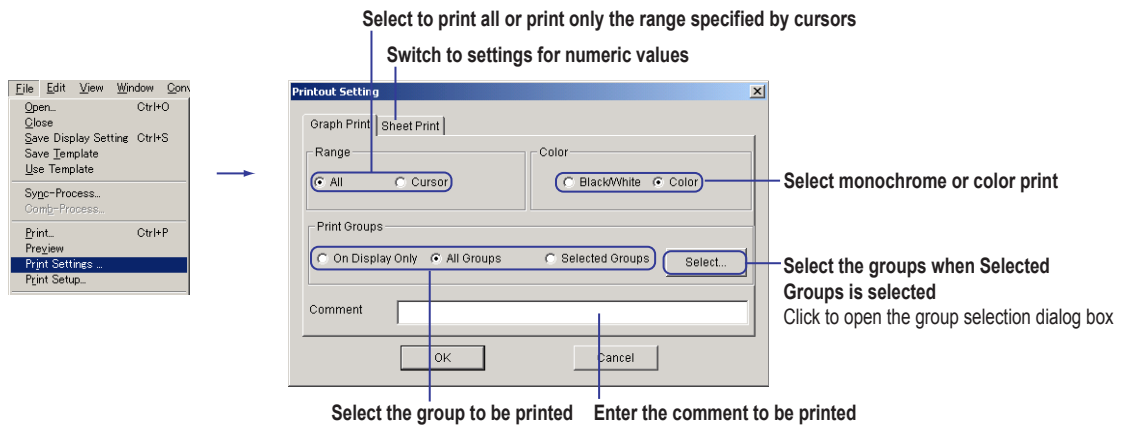 Select to print all or print only the range specified by cursors
Switch to settings for numeric values
File Edit View Window Conv
Open... Ctrl+O
Close
Save Display Setting Ctrl+S
Save Template
Use Template
Sync-Process...
Comb-Process...
Print... Ctrl+P
Preview
Print Settings ...
Print Setup...
Printout Setting
Graph Print Sheet Print
Range Color
All Cursor Black/White Color
Select monochrome or color print
Print Groups
On Display Only All Groups Selected Groups Select...
Select the groups when Selected
Groups is selected
Click to open the group selection dialog box
Comment
OK Cancel
Select the group to be printed Enter the comment to be printed